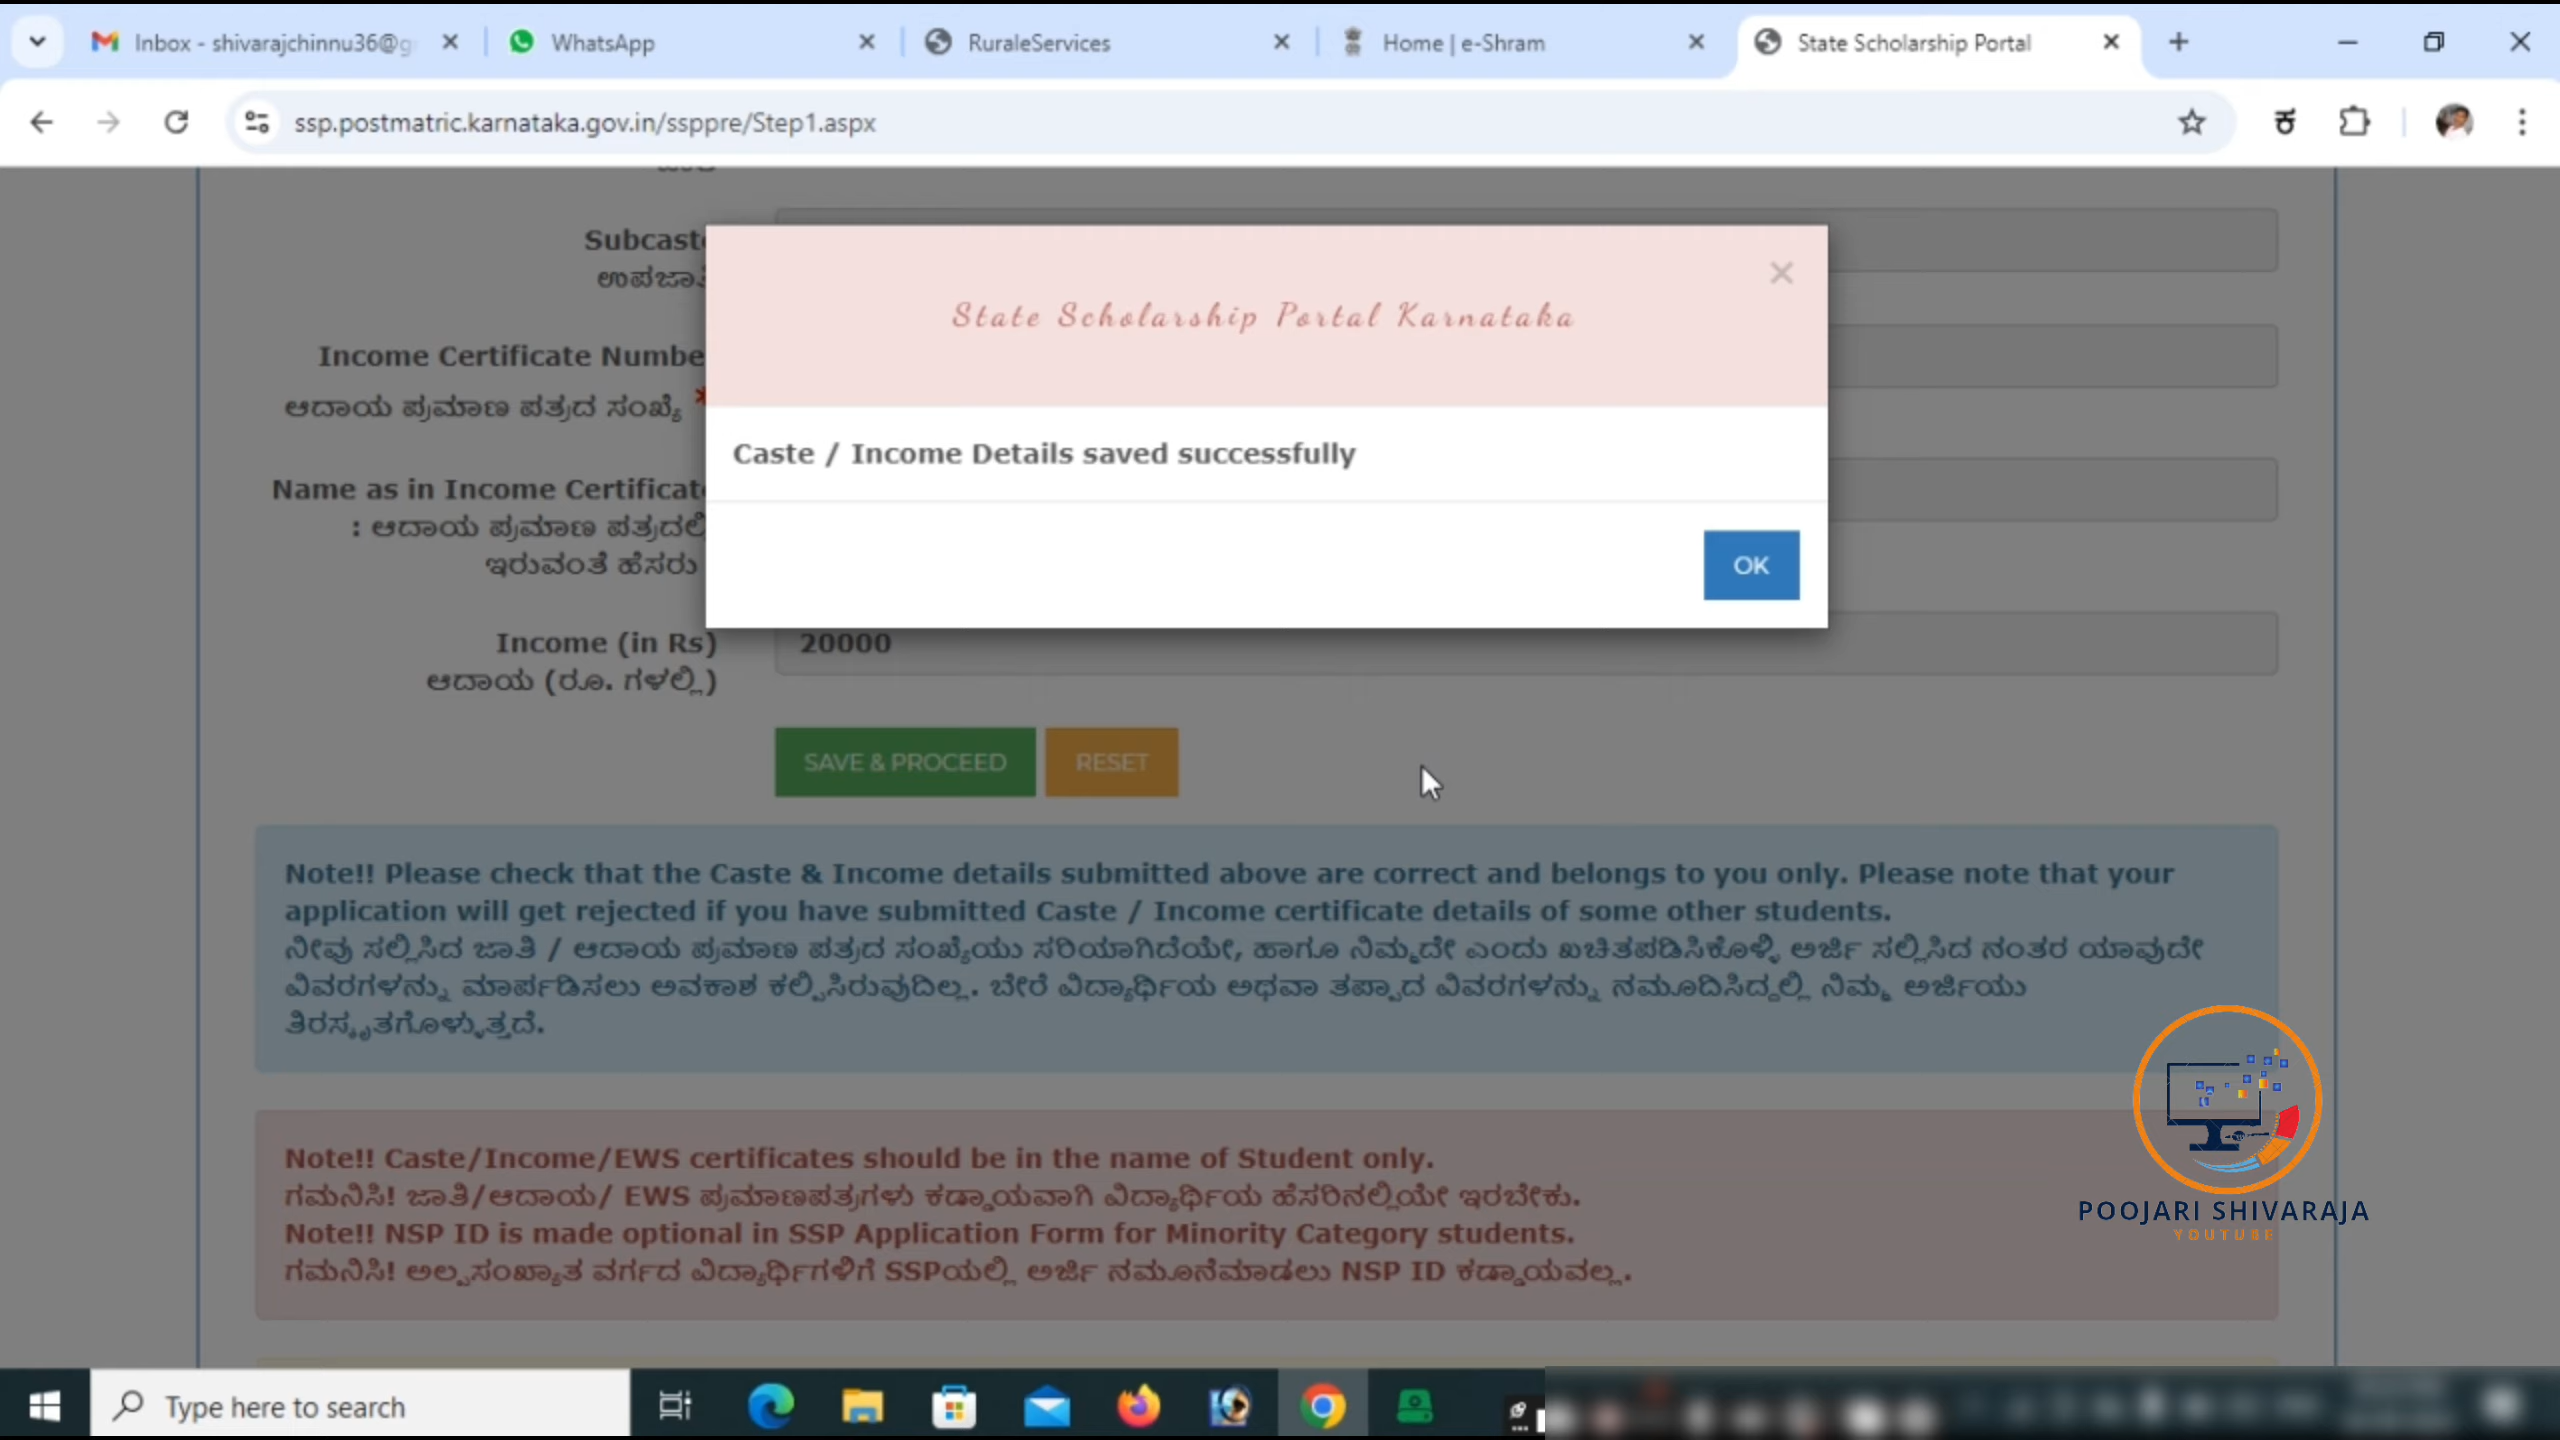 Inbox - shivarajchinnu36@g
WhatsApp
RuraleServices
Home | e-Shram
State Scholarship Portal
ssp.postmatric.karnataka.gov.in/ssppre/Step1.aspx
ಕ
Subcaste
ಉಪಜಾತಿ
State Scholarship Portal Karnataka
Income Certificate Number
ಆದಾಯ ಪ್ರಮಾಣ ಪತ್ರದ ಸಂಖ್ಯೆ *
Caste / Income Details saved successfully
Name as in Income Certificate
: ಆದಾಯ ಪ್ರಮಾಣ ಪತ್ರದಲ್ಲಿ
ಇರುವಂತೆ ಹೆಸರು
OK
Income (in Rs)
20000
ಆದಾಯ (ರೂ. ಗಳಲ್ಲಿ)
SAVE & PROCEED
RESET
Note!! Please check that the Caste & Income details submitted above are correct and belongs to you only. Please note that your
application will get rejected if you have submitted Caste / Income certificate details of some other students.
ನೀವು ಸಲ್ಲಿಸಿದ ಜಾತಿ / ಆದಾಯ ಪ್ರಮಾಣ ಪತ್ರದ ಸಂಖ್ಯೆಯು ಸರಿಯಾಗಿದೆಯೇ, ಹಾಗೂ ನಿಮ್ಮದೇ ಎಂದು ಖಚಿತಪಡಿಸಿಕೊಳ್ಳಿ ಅರ್ಜಿ ಸಲ್ಲಿಸಿದ ನಂತರ ಯಾವುದೇ
ವಿವರಗಳನ್ನು ಮಾರ್ಪಡಿಸಲು ಅವಕಾಶ ಕಲ್ಪಿಸಿರುವುದಿಲ್ಲ. ಬೇರೆ ವಿದ್ಯಾರ್ಥಿಯ ಅಥವಾ ತಪ್ಪಾದ ವಿವರಗಳನ್ನು ನಮೂದಿಸಿದ್ದಲ್ಲಿ ನಿಮ್ಮ ಅರ್ಜಿಯು
ತಿರಸ್ಕೃತಗೊಳ್ಳುತ್ತದೆ.
Note!! Caste/Income/EWS certificates should be in the name of Student only.
ಗಮನಿಸಿ! ಜಾತಿ/ಆದಾಯ/ EWS ಪ್ರಮಾಣಪತ್ರಗಳು ಕಡ್ಡಾಯವಾಗಿ ವಿದ್ಯಾರ್ಥಿಯ ಹೆಸರಿನಲ್ಲಿಯೇ ಇರಬೇಕು.
Note!! NSP ID is made optional in SSP Application Form for Minority Category students.
ಗಮನಿಸಿ! ಅಲ್ಪಸಂಖ್ಯಾತ ವರ್ಗದ ವಿದ್ಯಾರ್ಥಿಗಳಿಗೆ SSPಯಲ್ಲಿ ಅರ್ಜಿ ನಮೂನೆಮಾಡಲು NSP ID ಕಡ್ಡಾಯವಲ್ಲ.
POOJARI SHIVARAJA
YOUTUBE
Type here to search